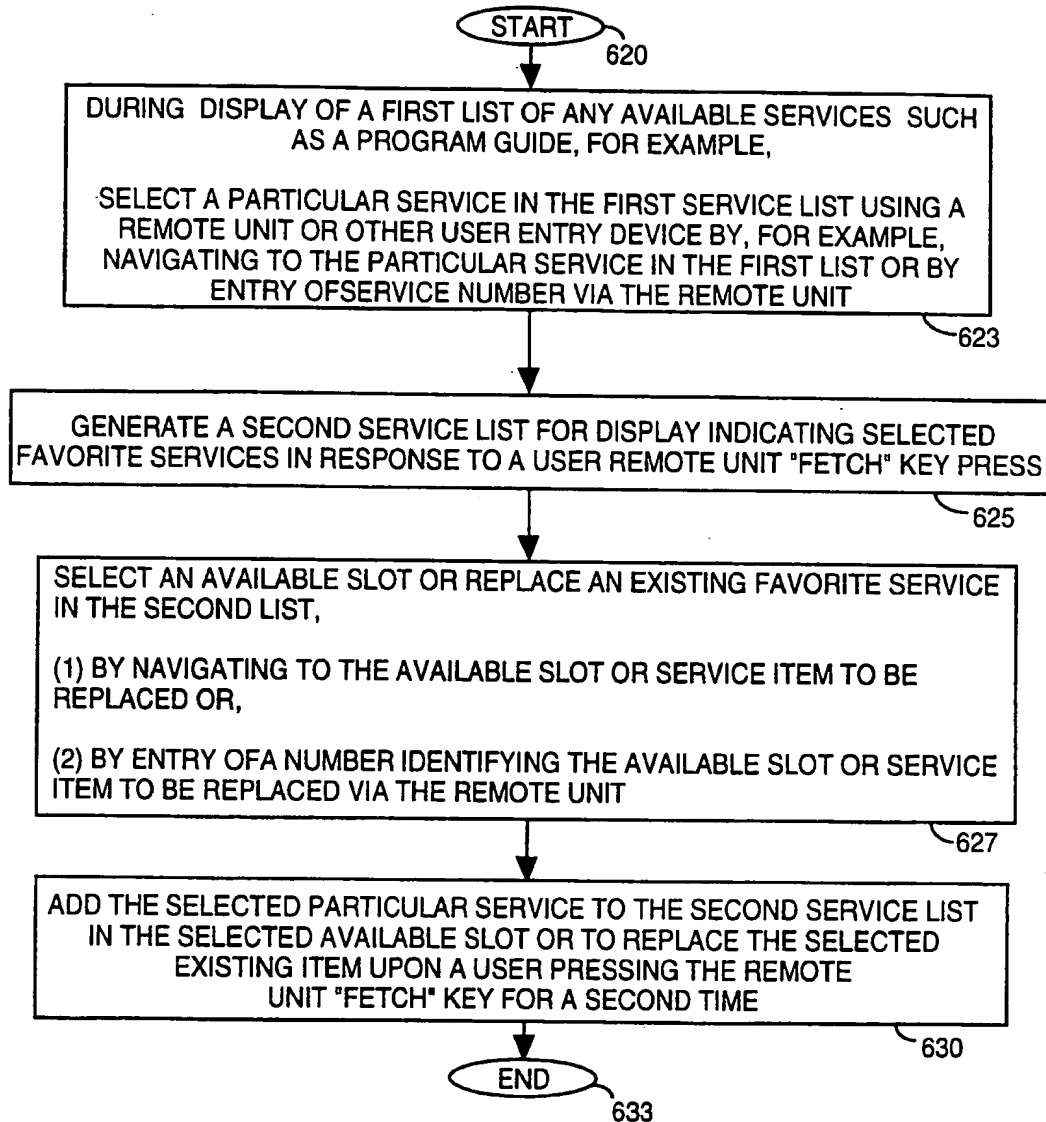 START
620
DURING DISPLAY OF A FIRST LIST OF ANY AVAILABLE SERVICES SUCH
AS A PROGRAM GUIDE, FOR EXAMPLE,
SELECT A PARTICULAR SERVICE IN THE FIRST SERVICE LIST USING A
REMOTE UNIT OR OTHER USER ENTRY DEVICE BY, FOR EXAMPLE,
NAVIGATING TO THE PARTICULAR SERVICE IN THE FIRST LIST OR BY
ENTRY OFSERVICE NUMBER VIA THE REMOTE UNIT
623
GENERATE A SECOND SERVICE LIST FOR DISPLAY INDICATING SELECTED
FAVORITE SERVICES IN RESPONSE TO A USER REMOTE UNIT "FETCH" KEY PRESS
625
SELECT AN AVAILABLE SLOT OR REPLACE AN EXISTING FAVORITE SERVICE
IN THE SECOND LIST,
(1) BY NAVIGATING TO THE AVAILABLE SLOT OR SERVICE ITEM TO BE
REPLACED OR,
(2) BY ENTRY OFA NUMBER IDENTIFYING THE AVAILABLE SLOT OR SERVICE
ITEM TO BE REPLACED VIA THE REMOTE UNIT
627
ADD THE SELECTED PARTICULAR SERVICE TO THE SECOND SERVICE LIST
IN THE SELECTED AVAILABLE SLOT OR TO REPLACE THE SELECTED
EXISTING ITEM UPON A USER PRESSING THE REMOTE
UNIT "FETCH" KEY FOR A SECOND TIME
630
END
633